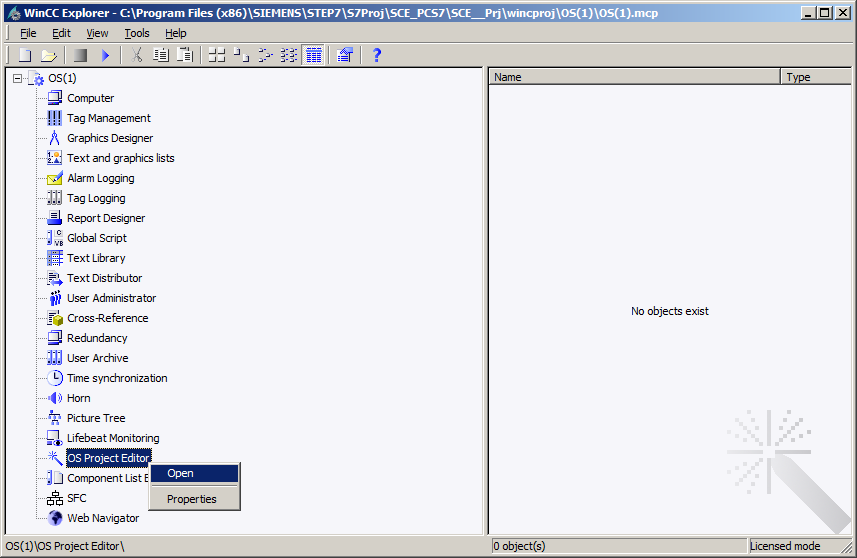 WinCC Explorer - C:\Program Files (x86)\SIEMENS\STEP7\S7Proj\SCE_PCS7\SCE__Prj\wincproj\OS(1)\OS(1).mcp
File Edit View Tools Help
OS(1)
Name Type
Computer
Tag Management
Graphics Designer
Text and graphics lists
Alarm Logging
Tag Logging
Report Designer
Global Script
Text Library
Text Distributor
User Administrator
No objects exist
Cross-Reference
Redundancy
User Archive
Time synchronization
Horn
Picture Tree
Lifebeat Monitoring
OS Project Editor
Open
Component List E
Properties
SFC
Web Navigator
OS(1)\OS Project Editor\ 0 object(s) Licensed mode